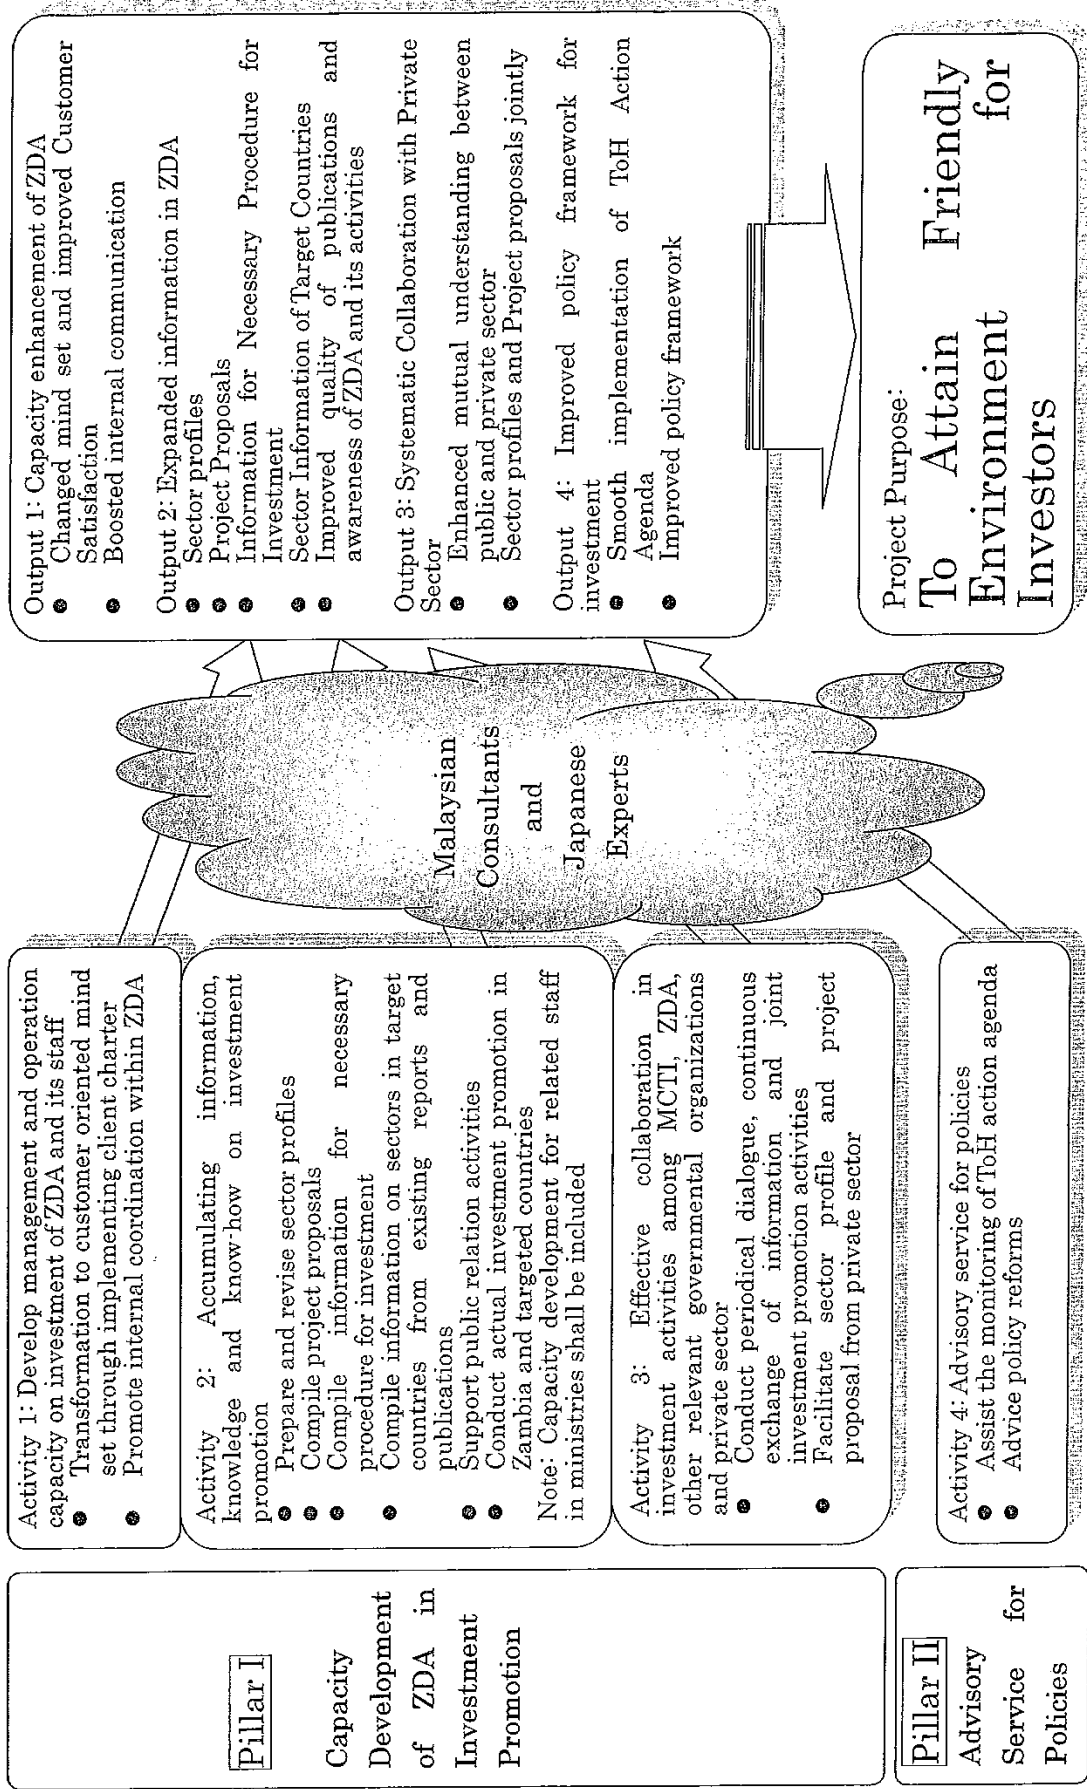 Pillar I
Capacity
Development
of ZDA in
Investment
Promotion
Pillar II
Advisory
Service for
Policies
Activity 1: Develop management and operation
capacity on investment of ZDA and its staff
● Transformation to customer oriented mind
set through implementing client charter
● Promote internal coordination within ZDA
Activity 2: Accumulating information,
knowledge and know-how on investment
promotion
● Prepare and revise sector profiles
● Compile project proposals
● Compile information for necessary
procedure for investment
● Compile information on sectors in target
countries from existing reports and
publications
● Support public relation activities
● Conduct actual investment promotion in
Zambia and targeted countries
Note: Capacity development for related staff
in ministries shall be included
Activity 3: Effective collaboration in
investment activities among MCTI, ZDA,
other relevant governmental organizations
and private sector
● Conduct periodical dialogue, continuous
exchange of information and joint
investment promotion activities
● Facilitate sector profile and project
proposal from private sector
Activity 4: Advisory service for policies
● Assist the monitoring of ToH action agenda
● Advice policy reforms
Malaysian
Consultants
and
Japanese
Experts
Output 1: Capacity enhancement of ZDA
● Changed mind set and improved Customer
Satisfaction
● Boosted internal communication
Output 2: Expanded information in ZDA
● Sector profiles
● Project Proposals
● Information for Necessary Procedure for
Investment
● Sector Information of Target Countries
● Improved quality of publications and
awareness of ZDA and its activities
Output 3: Systematic Collaboration with Private
Sector
● Enhanced mutual understanding between
public and private sector
● Sector profiles and Project proposals jointly
Output 4: Improved policy framework for
investment
● Smooth implementation of ToH Action
Agenda
● Improved policy framework
Project Purpose:
To Attain Friendly
Environment for
Investors